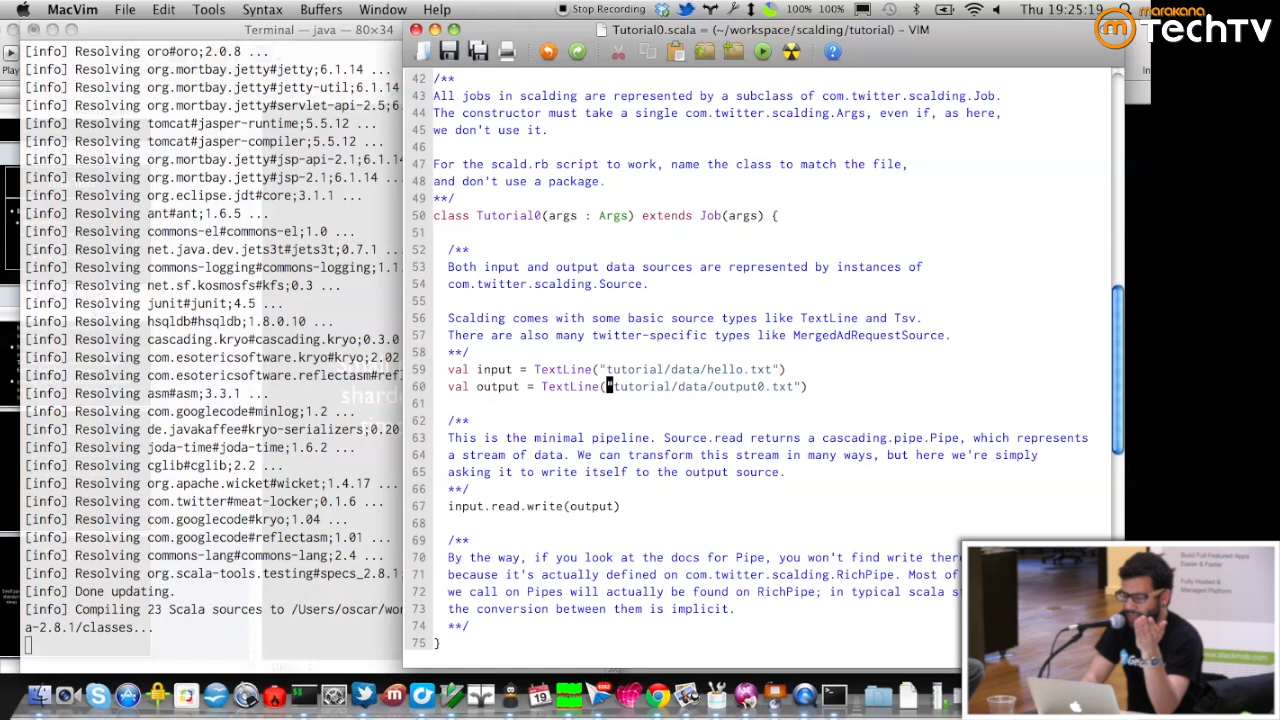 MacVim File Edit Tools Syntax Buffers Window Help
Stop Recording
100% 100%
Thu 19:25:19
marakana
TechTV
Terminal — java — 80×34
[info] Resolving oro#oro;2.0.8 ...
[info] Resolving org.mortbay.jetty#jetty;6.1.14 ...
[info] Resolving org.mortbay.jetty#jetty-util;6.1.14
[info] Resolving org.mortbay.jetty#servlet-api-2.5;6
[info] Resolving tomcat#jasper-runtime;5.5.12 ...
[info] Resolving tomcat#jasper-compiler;5.5.12 ...
[info] Resolving org.mortbay.jetty#jsp-api-2.1;6.1.14
[info] Resolving org.mortbay.jetty#jsp-2.1;6.1.14 ...
[info] Resolving org.eclipse.jdt#core;3.1.1 ...
[info] Resolving ant#ant;1.6.5 ...
[info] Resolving commons-el#commons-el;1.0 ...
[info] Resolving net.java.dev.jets3t#jets3t;0.7.1 ...
[info] Resolving commons-logging#commons-logging;1.1
[info] Resolving net.sf.kosmosfs#kfs;0.3 ...
[info] Resolving junit#junit;4.5 ...
[info] Resolving hsqldb#hsqldb;1.8.0.10 ...
[info] Resolving cascading.kryo#cascading.kryo;0.3.0
[info] Resolving com.esotericsoftware.kryo#kryo;2.02
[info] Resolving com.esotericsoftware.reflectasm#ref
[info] Resolving asm#asm;3.3.1 ...
[info] Resolving com.googlecode#minlog;1.2 ...
[info] Resolving de.javakaffee#kryo-serializers;0.20
[info] Resolving joda-time#joda-time;1.6.2 ...
[info] Resolving cglib#cglib;2.2 ...
[info] Resolving org.apache.wicket#wicket;1.4.17 ...
[info] Resolving com.twitter#meat-locker;0.1.6 ...
[info] Resolving com.googlecode#kryo;1.04 ...
[info] Resolving com.googlecode#reflectasm;1.01 ...
[info] Resolving commons-lang#commons-lang;2.4 ...
[info] Resolving org.scala-tools.testing#specs_2.8.1
[info] Done updating.
[info] Compiling 23 Scala sources to /Users/oscar/wor
a-2.8.1/classes...
Tutorial0.scala = (~/workspace/scalding/tutorial) – VIM
42 /**
43 All jobs in scalding are represented by a subclass of com.twitter.scalding.Job.
44 The constructor must take a single com.twitter.scalding.Args, even if, as here,
45 we don't use it.
46
47 For the scald.rb script to work, name the class to match the file,
48 and don't use a package.
49 **/
50 class Tutorial0(args : Args) extends Job(args) {
51
52 /**
53 Both input and output data sources are represented by instances of
54 com.twitter.scalding.Source.
55
56 Scalding comes with some basic source types like TextLine and Tsv.
57 There are also many twitter-specific types like MergedAdRequestSource.
58 **/
59 val input = TextLine("tutorial/data/hello.txt")
60 val output = TextLine("tutorial/data/output0.txt")
61
62 /**
63 This is the minimal pipeline. Source.read returns a cascading.pipe.Pipe, which represents
64 a stream of data. We can transform this stream in many ways, but here we're simply
65 asking it to write itself to the output source.
66 **/
67 input.read.write(output)
68
69 /**
70 By the way, if you look at the docs for Pipe, you won't find write ther
71 because it's actually defined on com.twitter.scalding.RichPipe. Most of
72 we call on Pipes will actually be found on RichPipe; in typical scala s
73 the conversion between them is implicit.
74 **/
75 }
Build Full Featured Apps
Easier & Faster
Fully Hosted &
Managed Platform
www.stackmob.com